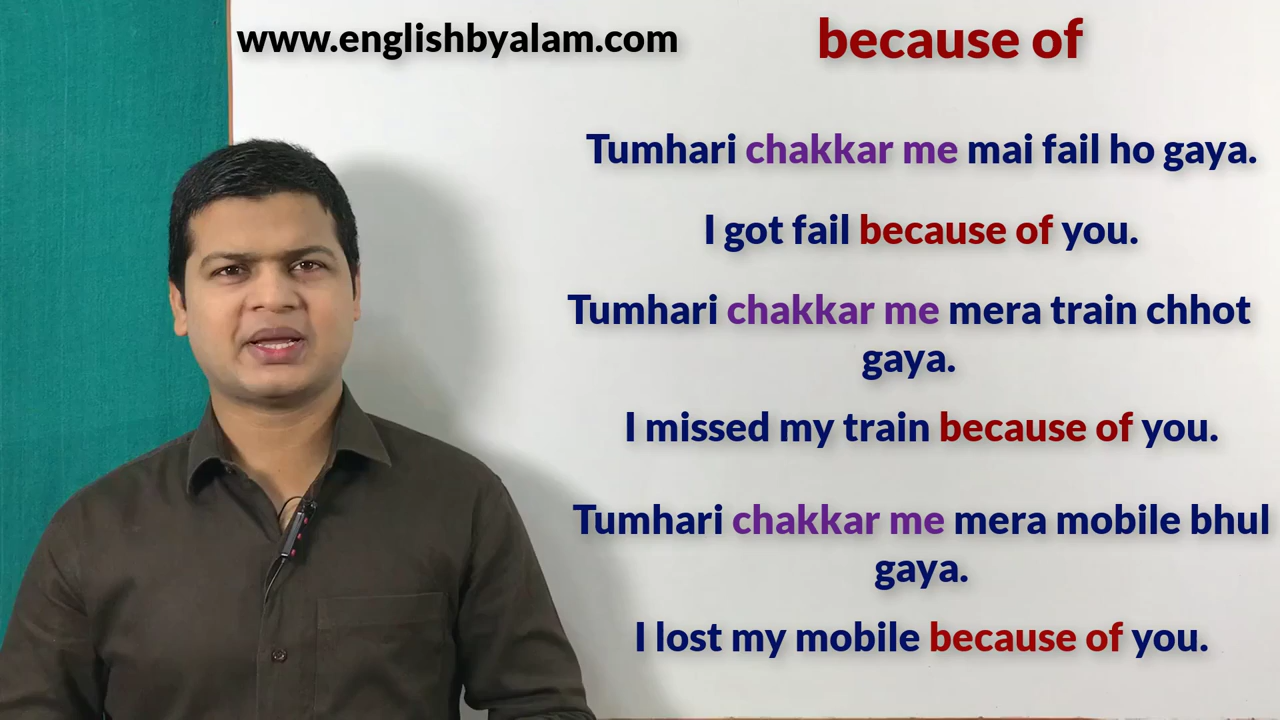 www.englishbyalam.com
because of
Tumhari chakkar me mai fail ho gaya.
I got fail because of you.
Tumhari chakkar me mera train chhot
gaya.
I missed my train because of you.
Tumhari chakkar me mera mobile bhul
gaya.
I lost my mobile because of you.